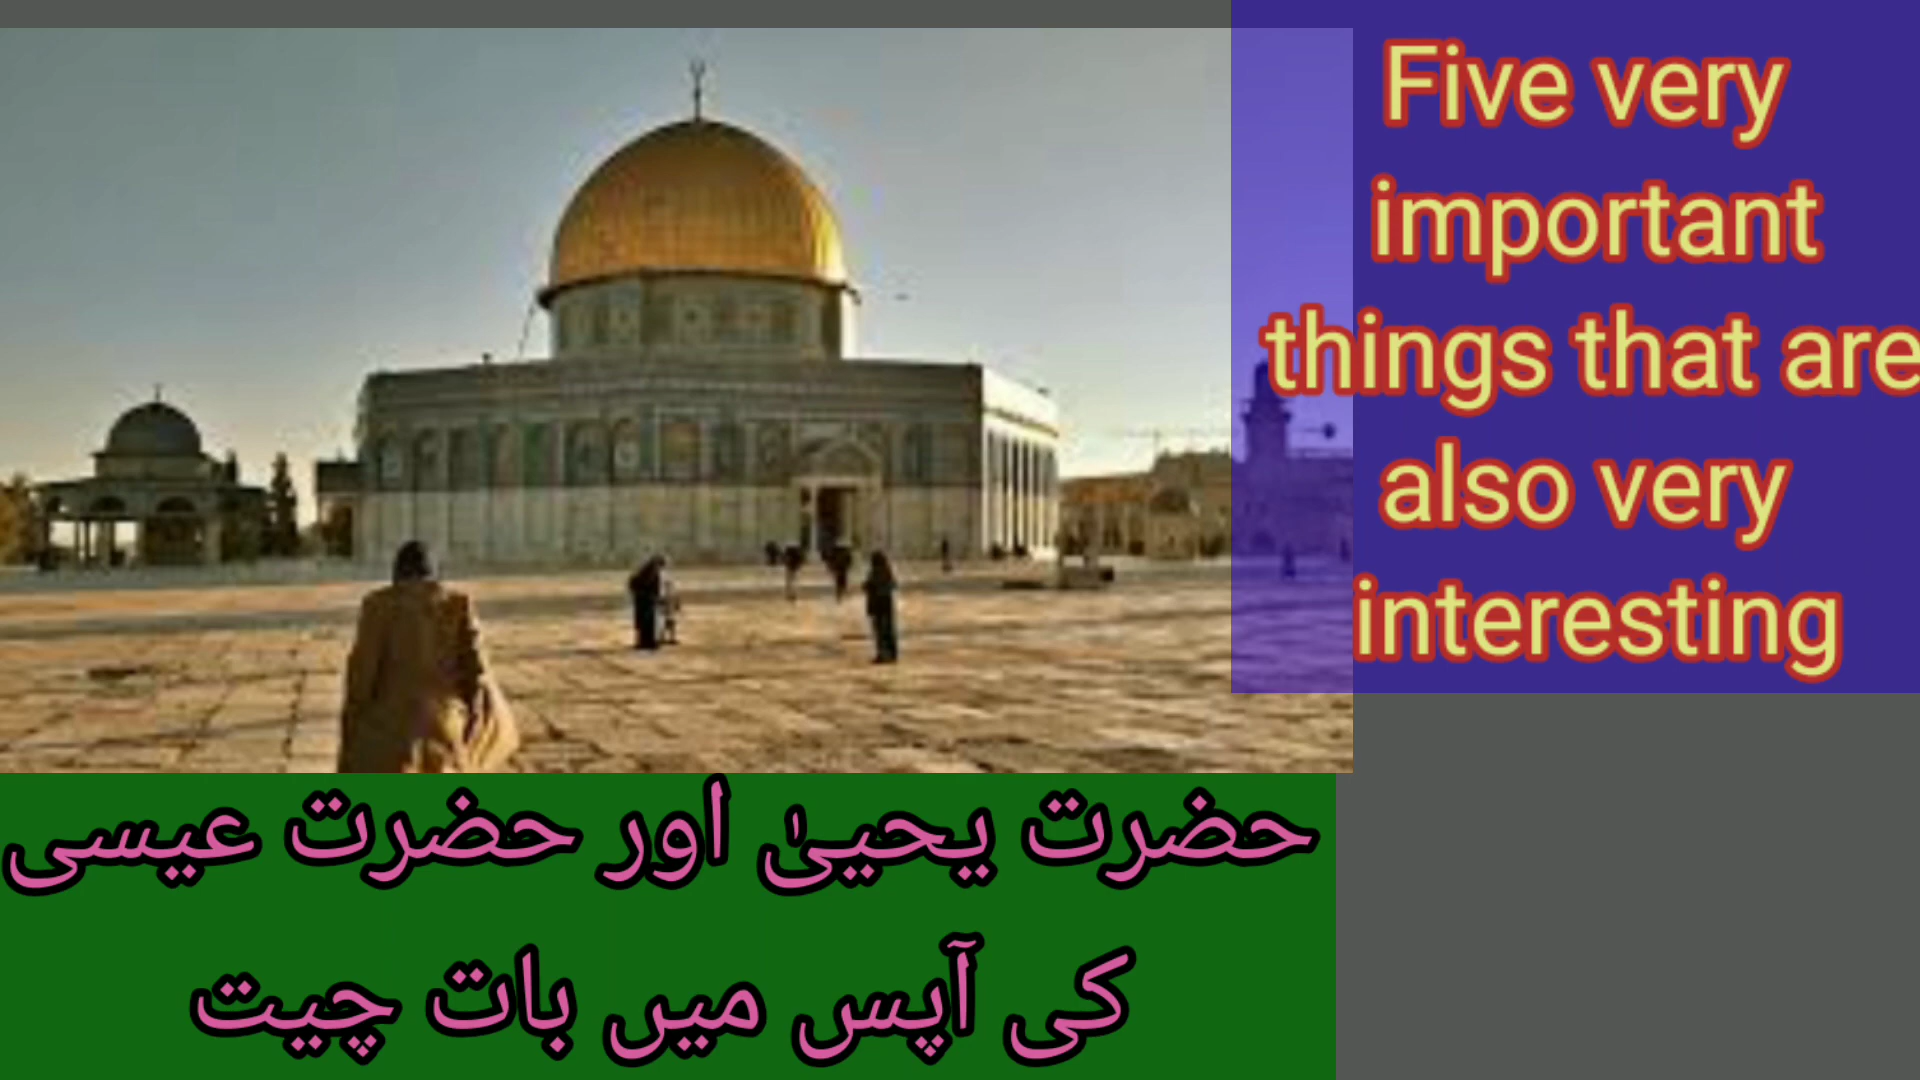 Five very
important
things that are
also very
interesting
حضرت یحییٰ اور حضرت عیسی
کی آپس میں بات چیت